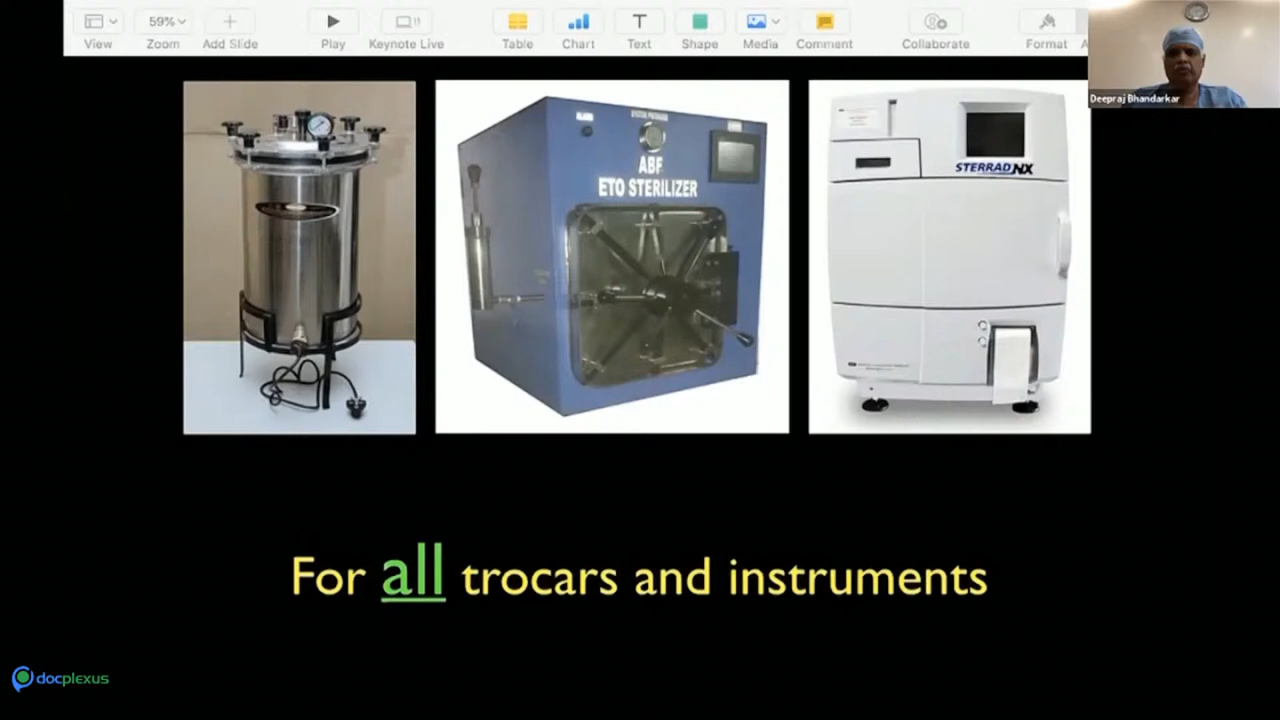 View
59%
Zoom
Add Slide
Play
Keynote Live
Table
Chart
Text
Shape
Media
Comment
Collaborate
Format
Deepraj Bhandarkar
ABF
ETO STERILIZER
STERRAD NX
For all trocars and instruments
docplexus